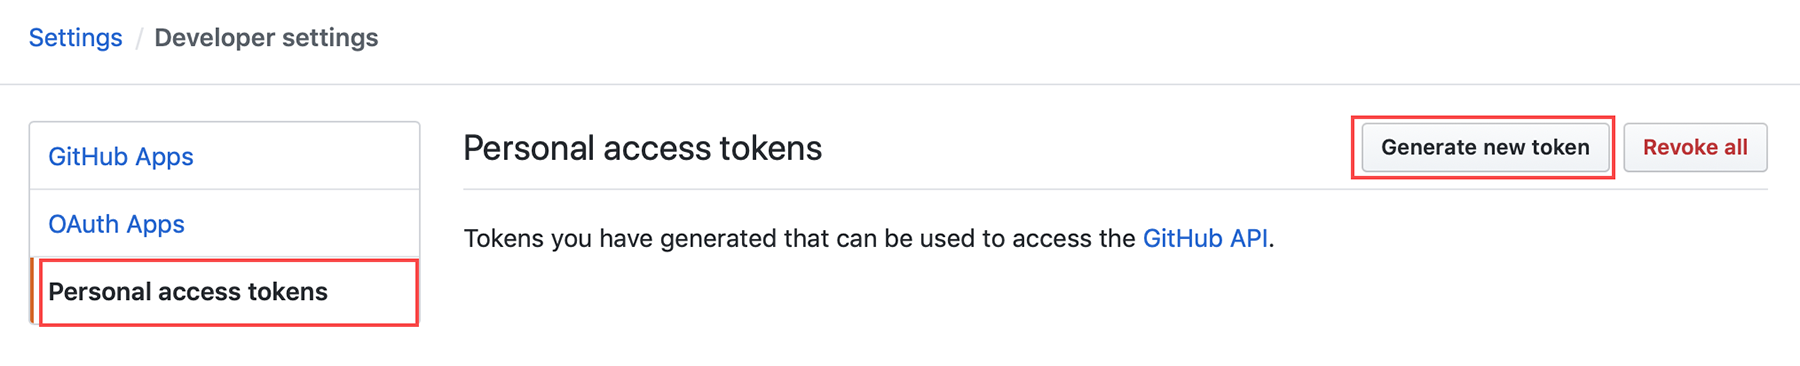 Settings / Developer settings
GitHub Apps
OAuth Apps
Personal access tokens
Personal access tokens
Generate new token
Revoke all
Tokens you have generated that can be used to access the GitHub API.